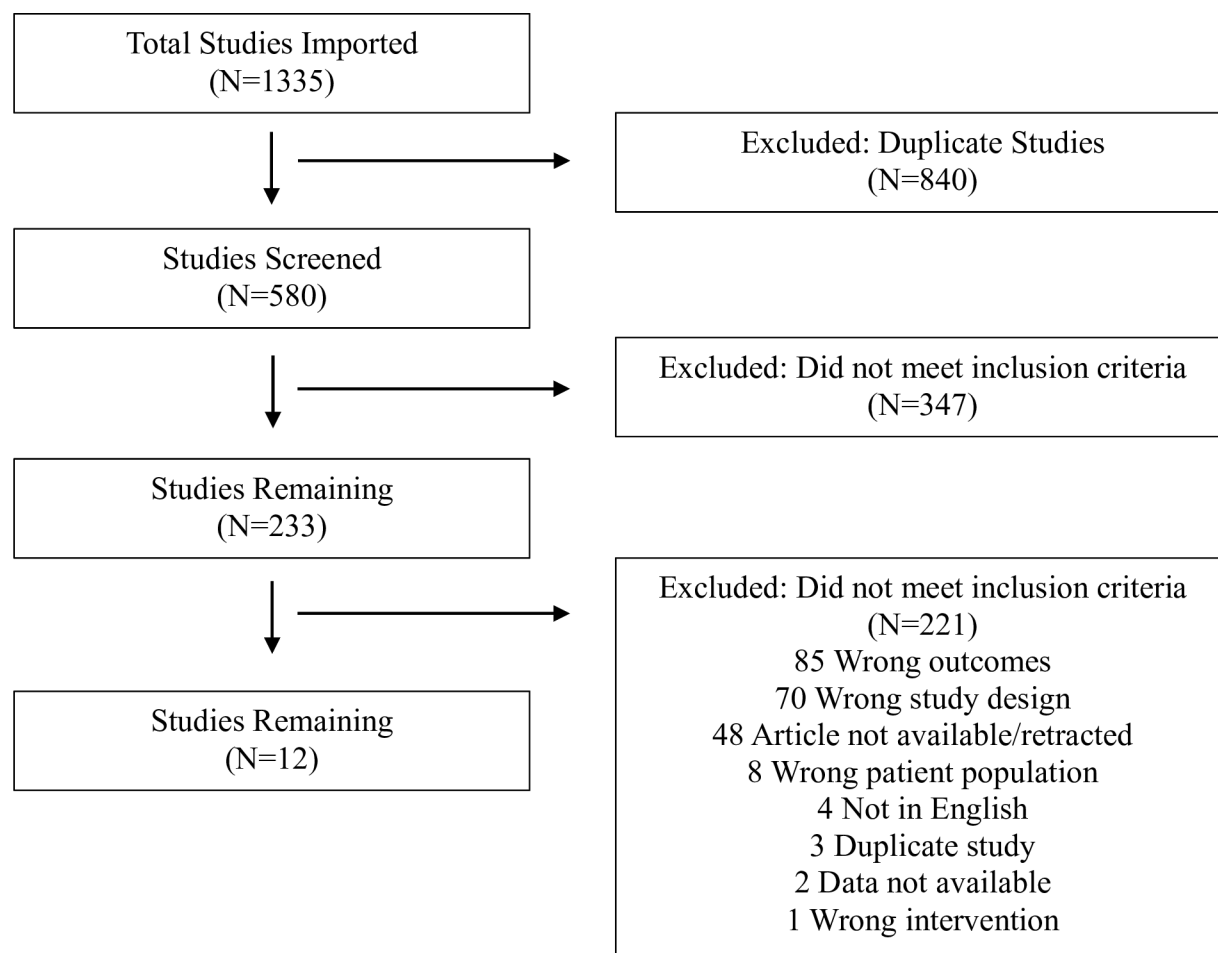 Total Studies Imported
(N=1335)
Excluded: Duplicate Studies
(N=840)
Studies Screened
(N=580)
Excluded: Did not meet inclusion criteria
(N=347)
Studies Remaining
(N=233)
Excluded: Did not meet inclusion criteria
(N=221)
85 Wrong outcomes
70 Wrong study design
48 Article not available/retracted
8 Wrong patient population
4 Not in English
3 Duplicate study
2 Data not available
1 Wrong intervention
Studies Remaining
(N=12)